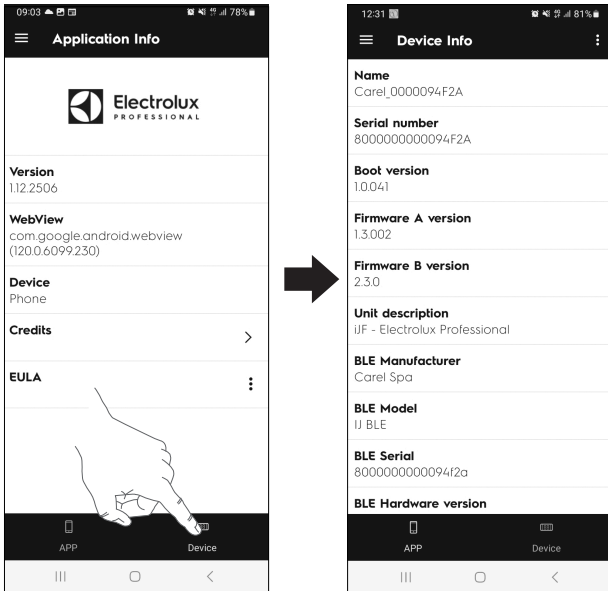 09:03
78%
Application Info
Electrolux
PROFESSIONAL
Version
1.12.2506
WebView
com.google.android.webview
(120.0.6099.230)
Device
Phone
Credits
EULA
APP
Device
12:31
81%
Device Info
Name
Carel_0000094F2A
Serial number
8000000000094F2A
Boot version
1.0.041
Firmware A version
1.3.002
Firmware B version
2.3.0
Unit description
iJF - Electrolux Professional
BLE Manufacturer
Carel Spa
BLE Model
IJ BLE
BLE Serial
8000000000094f2a
BLE Hardware version
APP
Device